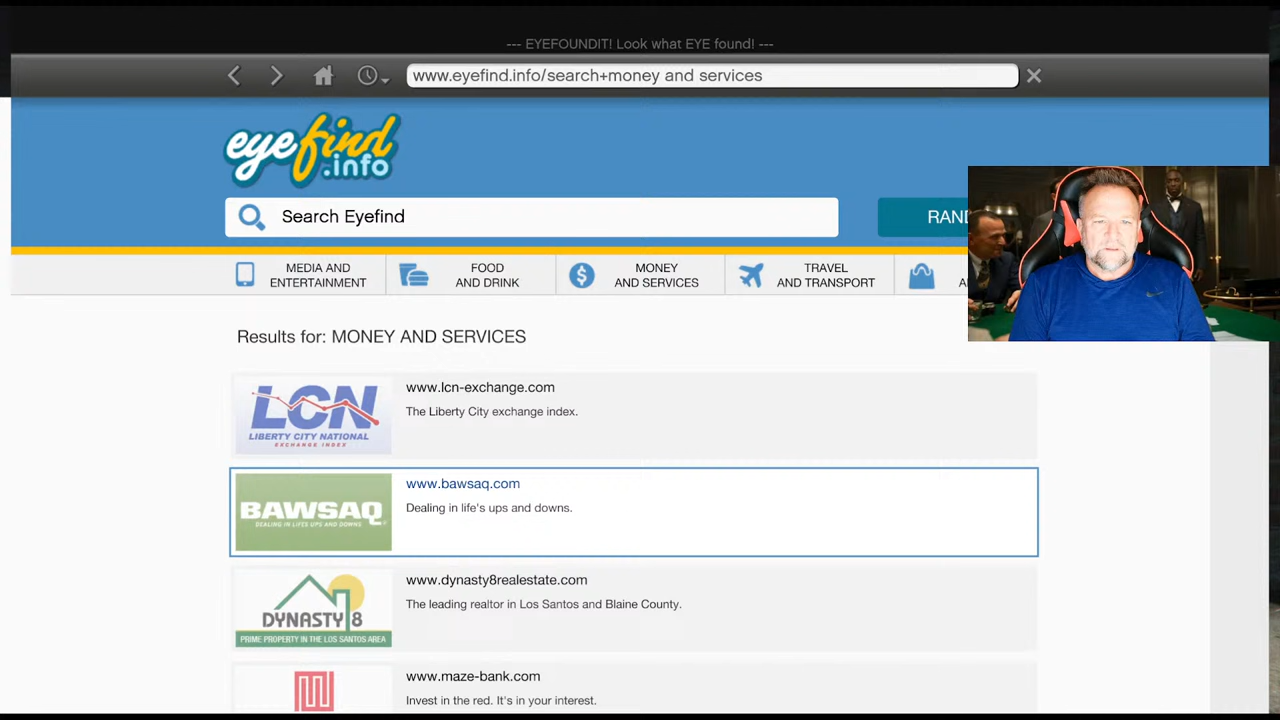 --- EYEFOUNDIT! Look what EYE found! ---
www.eyefind.info/search+money and services
eyefind
.info
Search Eyefind
MEDIA AND
ENTERTAINMENT
FOOD
AND DRINK
MONEY
AND SERVICES
TRAVEL
AND TRANSPORT
Results for: MONEY AND SERVICES
LCN
LIBERTY CITY NATIONAL
EXCHANGE INDEX
www.lcn-exchange.com
The Liberty City exchange index.
BAWSAQ
DEALING IN LIFE'S UPS AND DOWNS
www.bawsaq.com
Dealing in life's ups and downs.
DYNASTY 8
PRIME PROPERTY IN THE LOS SANTOS AREA
www.dynasty8realestate.com
The leading realtor in Los Santos and Blaine County.
www.maze-bank.com
Invest in the red. It's in your interest.